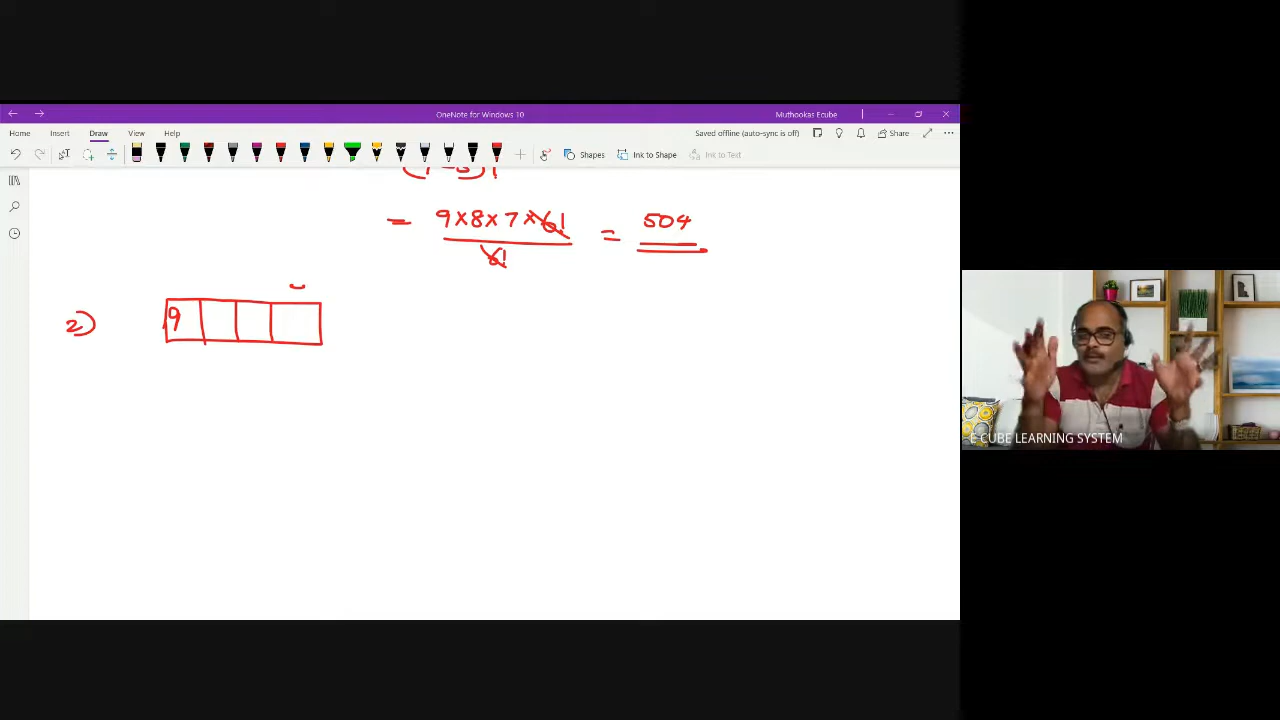 OneNote for Windows 10
Muthookas Ecube
Home Insert Draw View Help
Saved offline (auto-sync is off)
Share
Shapes
Ink to Shape
Ink to Text
= 9×8×7×6! / 6! = 504
2) 9
E CUBE LEARNING SYSTEM